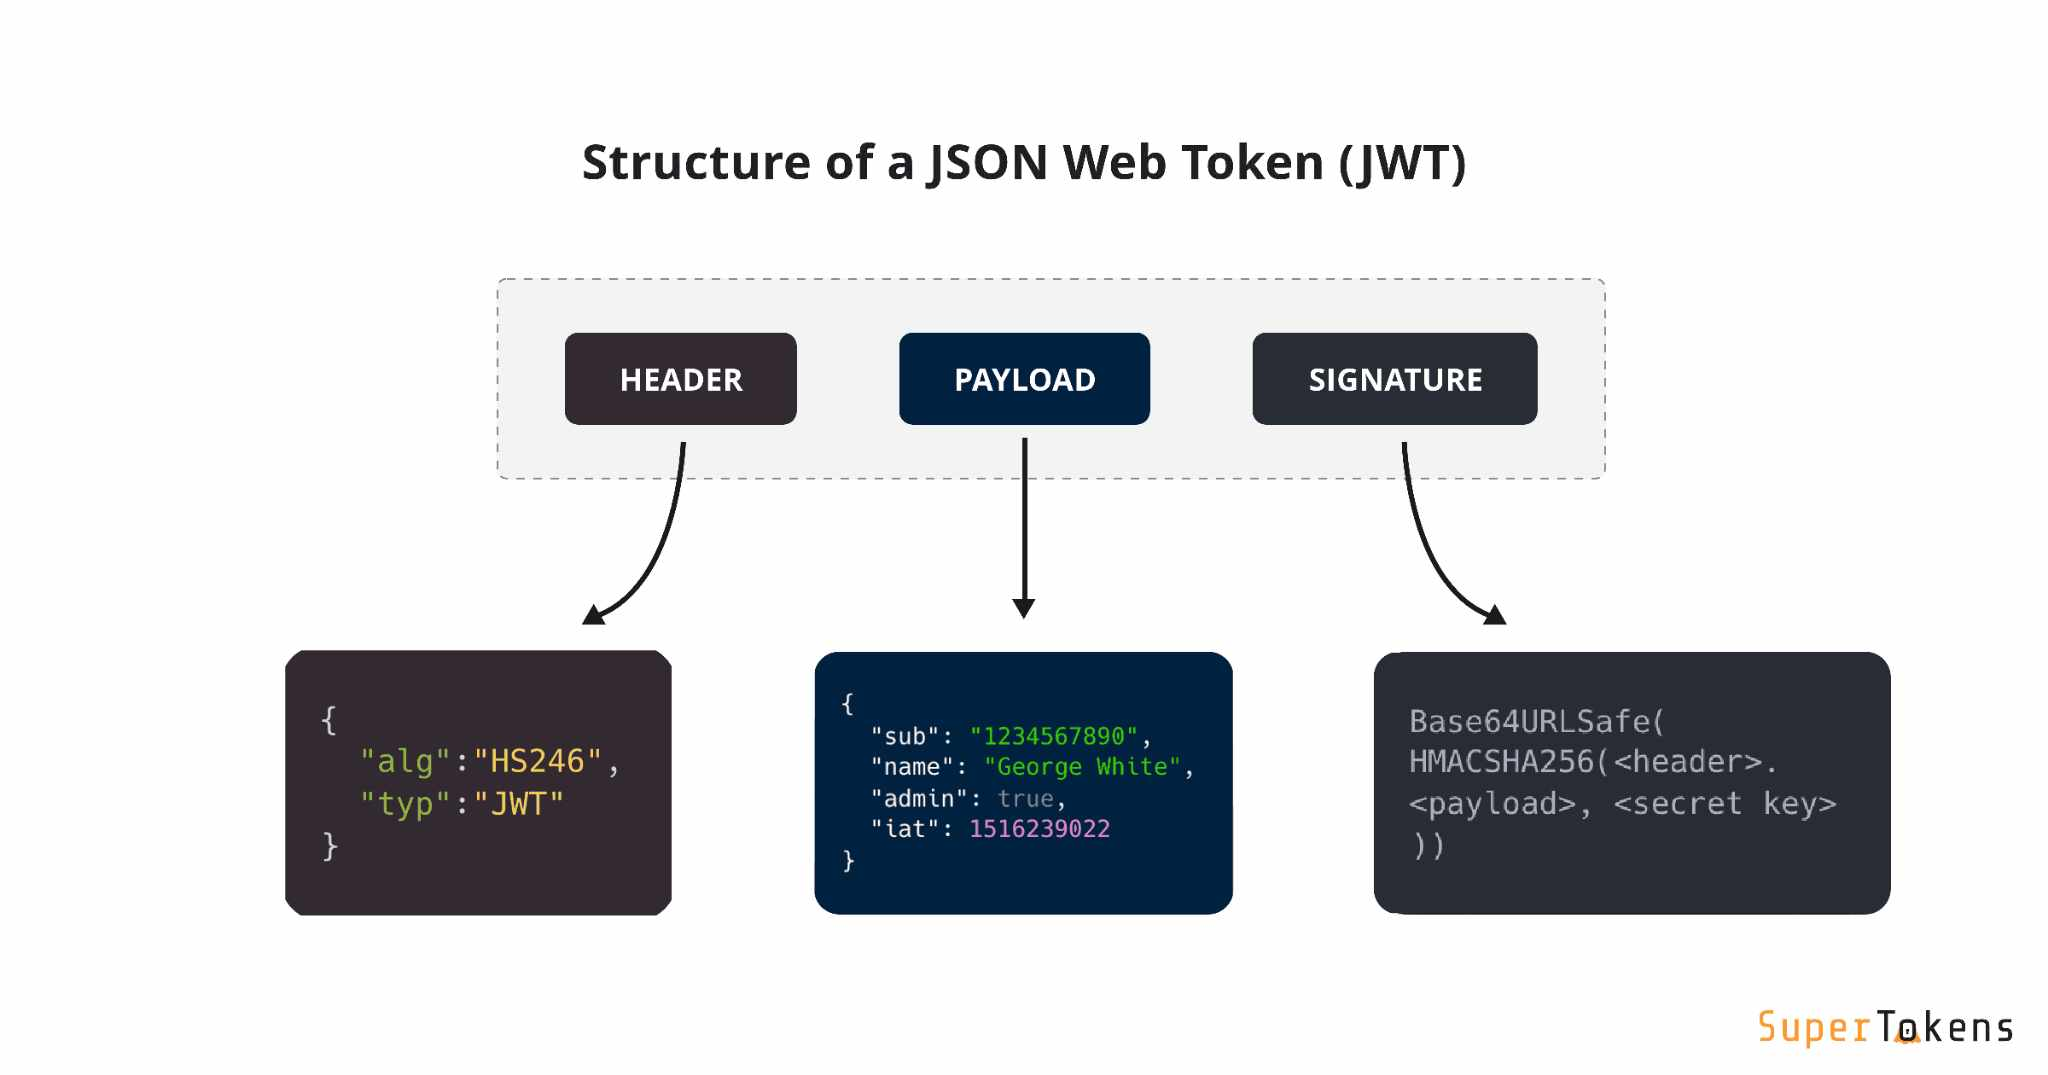 Structure of a JSON Web Token (JWT)
HEADER
PAYLOAD
SIGNATURE
{
"alg":"HS246",
"typ":"JWT"
}
{
"sub": "1234567890",
"name": "George White",
"admin": true,
"iat": 1516239022
}
Base64URLSafe(
HMACSHA256(<header>.
<payload>, <secret key>
))
SuperTokens